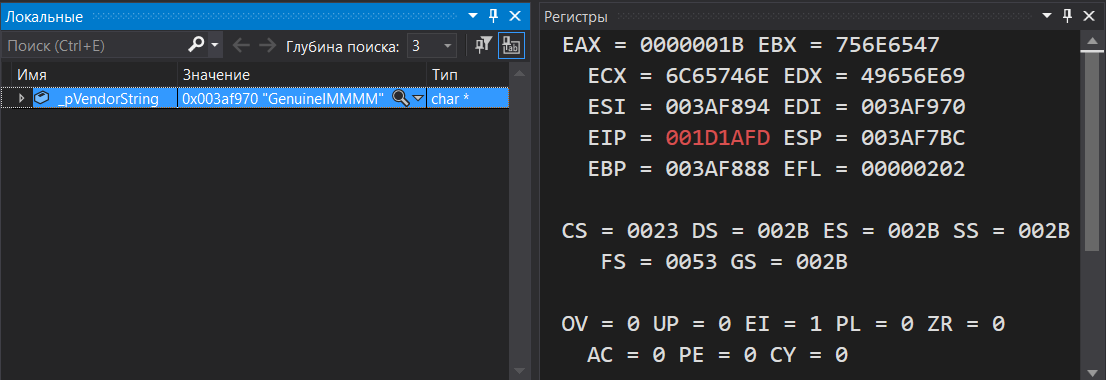 Локальные
Поиск (Ctrl+E) Глубина поиска: 3
Имя Значение Тип
_pVendorString 0x003af970 "GenuineIMMMM" char *
Регистры
EAX = 0000001B EBX = 756E6547
ECX = 6C65746E EDX = 49656E69
ESI = 003AF894 EDI = 003AF970
EIP = 001D1AFD ESP = 003AF7BC
EBP = 003AF888 EFL = 00000202
CS = 0023 DS = 002B ES = 002B SS = 002B
FS = 0053 GS = 002B
OV = 0 UP = 0 EI = 1 PL = 0 ZR = 0
AC = 0 PE = 0 CY = 0